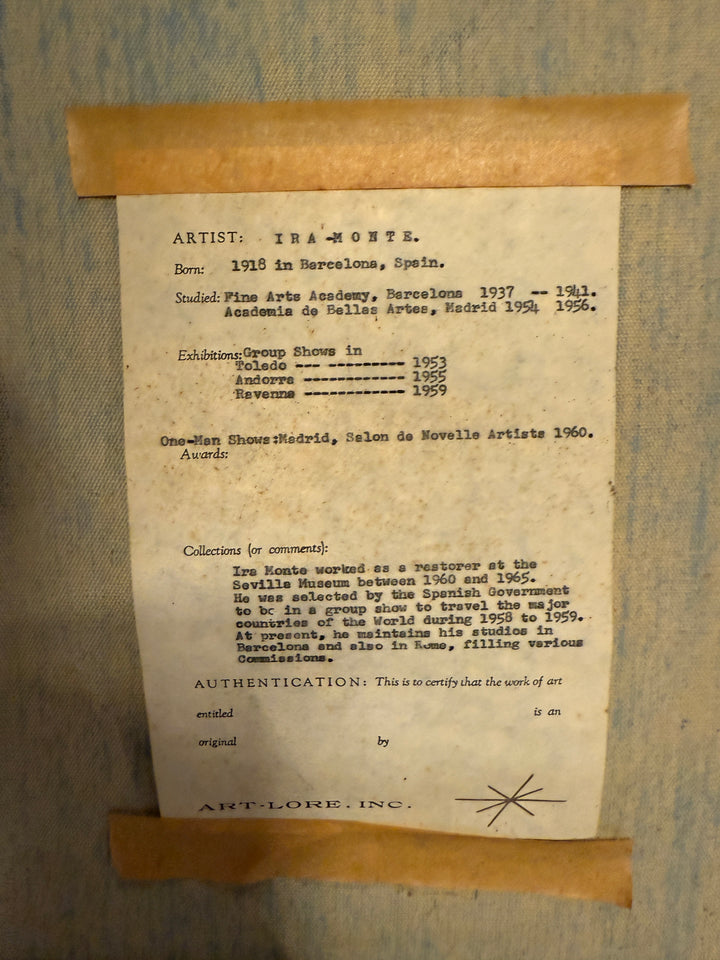 ARTIST: IRA MONTE.
Born: 1918 in Barcelona, Spain.
Studied: Fine Arts Academy, Barcelona 1937 -- 1941.
Academia de Bellas Artes, Madrid 1954 1956.
Exhibitions: Group Shows in
Toledo --- ---------- 1953
Andorra ------------- 1955
Ravenna ------------- 1959
One-Man Shows:Madrid, Salon de Novelle Artists 1960.
Awards:
Collections (or comments):
Ira Monte worked as a restorer at the
Seville Museum between 1960 and 1965.
He was selected by the Spanish Government
to be in a group show to travel the major
countries of the World during 1958 to 1959.
At present, he maintains his studios in
Barcelona and also in Rome, filling various
Commissions.
AUTHENTICATION: This is to certify that the work of art
entitled is an
original by
ART-LORE. INC.